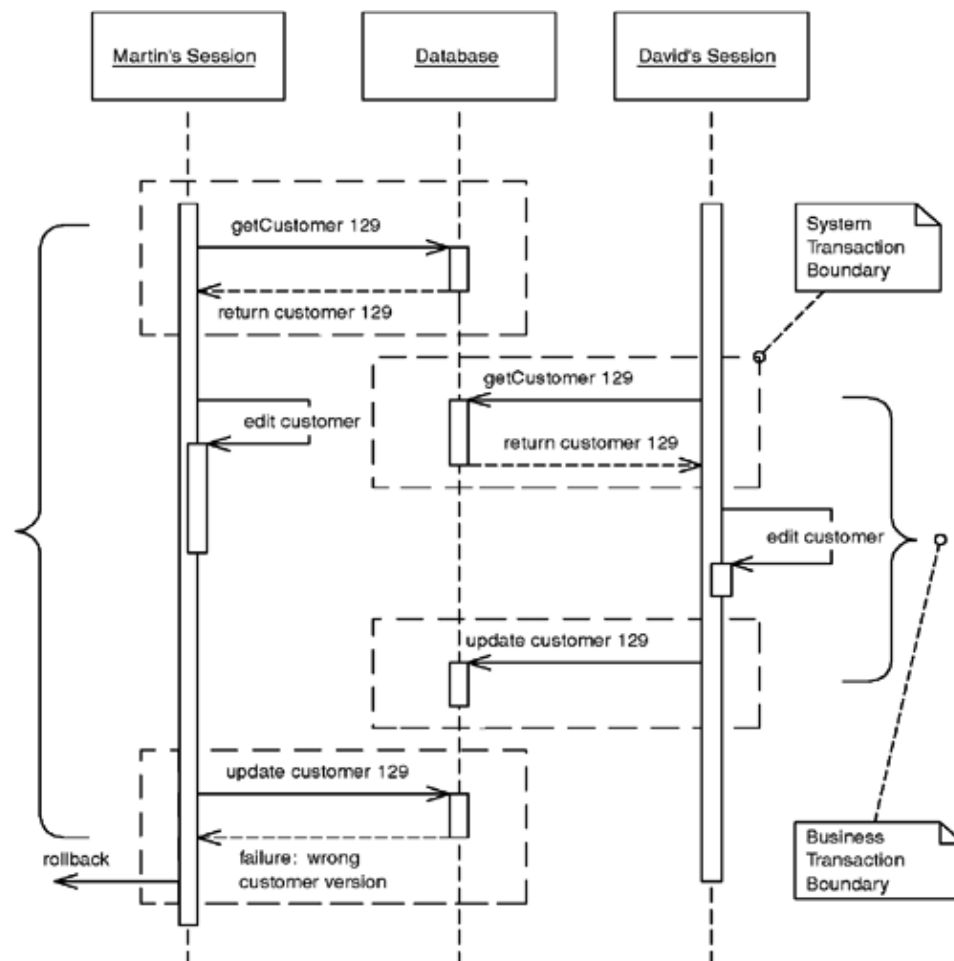 Martin's Session
Database
David's Session
getCustomer 129
System
Transaction
Boundary
return customer 129
getCustomer 129
edit customer
return customer 129
edit customer
update customer 129
update customer 129
Business
Transaction
Boundary
rollback
failure: wrong
customer version